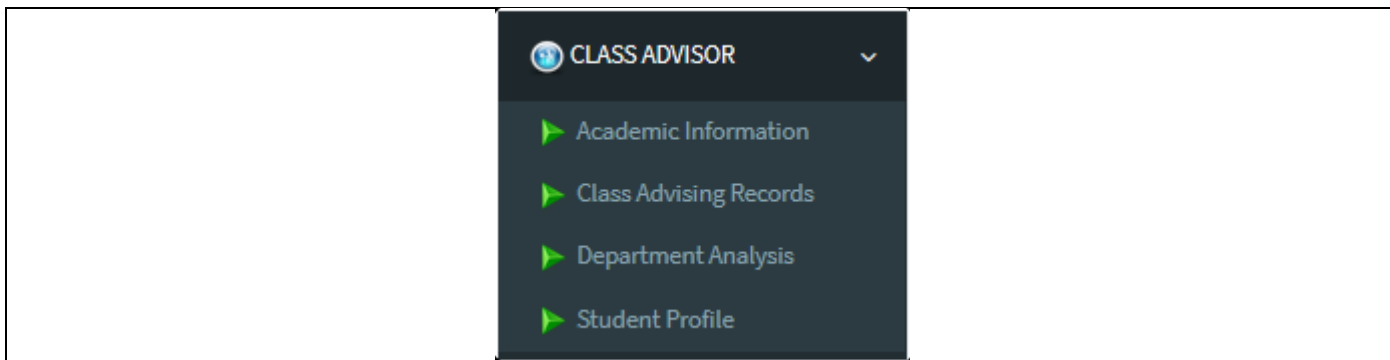 CLASS ADVISOR
Academic Information
Class Advising Records
Department Analysis
Student Profile